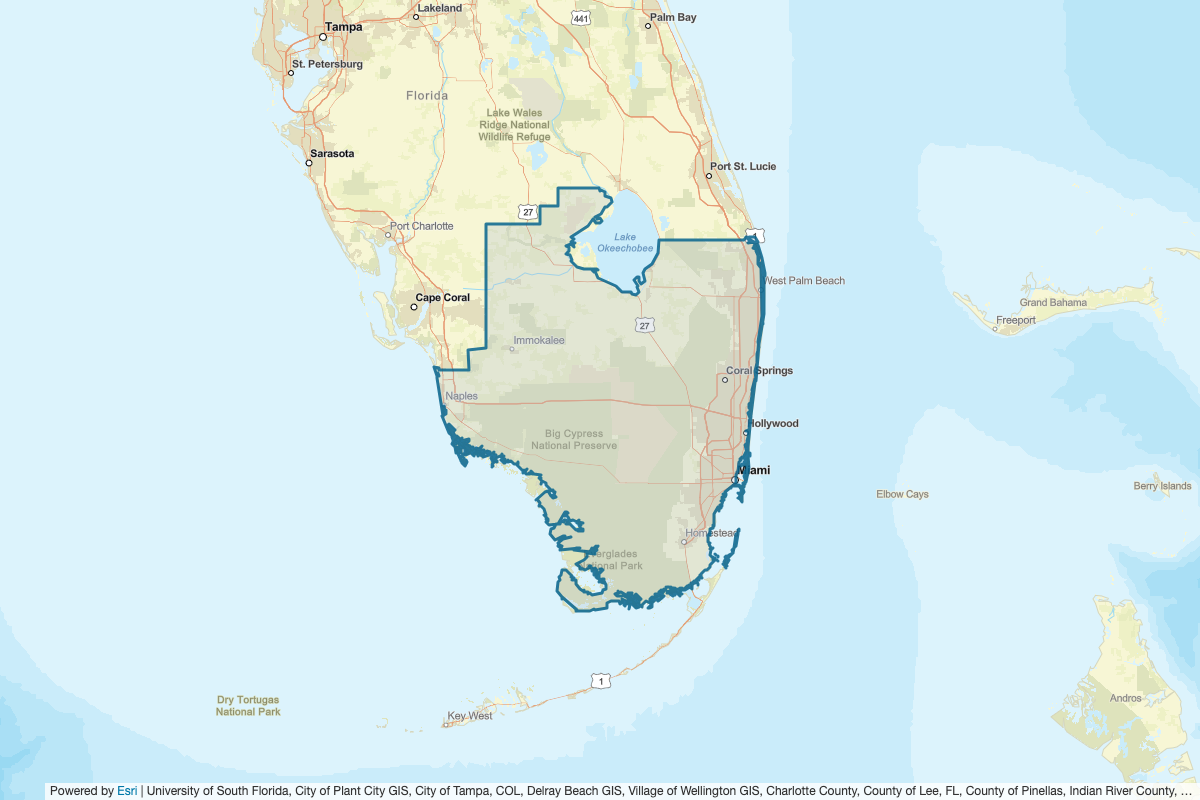 Lakeland
441
Palm Bay
Tampa
St. Petersburg
Florida
Lake Wales
Ridge National
Wildlife Refuge
Sarasota
Port St. Lucie
27
Port Charlotte
Lake
Okeechobee
West Palm Beach
Cape Coral
Grand Bahama
Freeport
27
Immokalee
Coral Springs
Naples
Hollywood
Big Cypress
National Preserve
Miami
Berry Islands
Elbow Cays
Homestead
Everglades
National Park
1
Dry Tortugas
National Park
Andros
Key West
Powered by Esri | University of South Florida, City of Plant City GIS, City of Tampa, COL, Delray Beach GIS, Village of Wellington GIS, Charlotte County, County of Lee, FL, County of Pinellas, Indian River County, ...